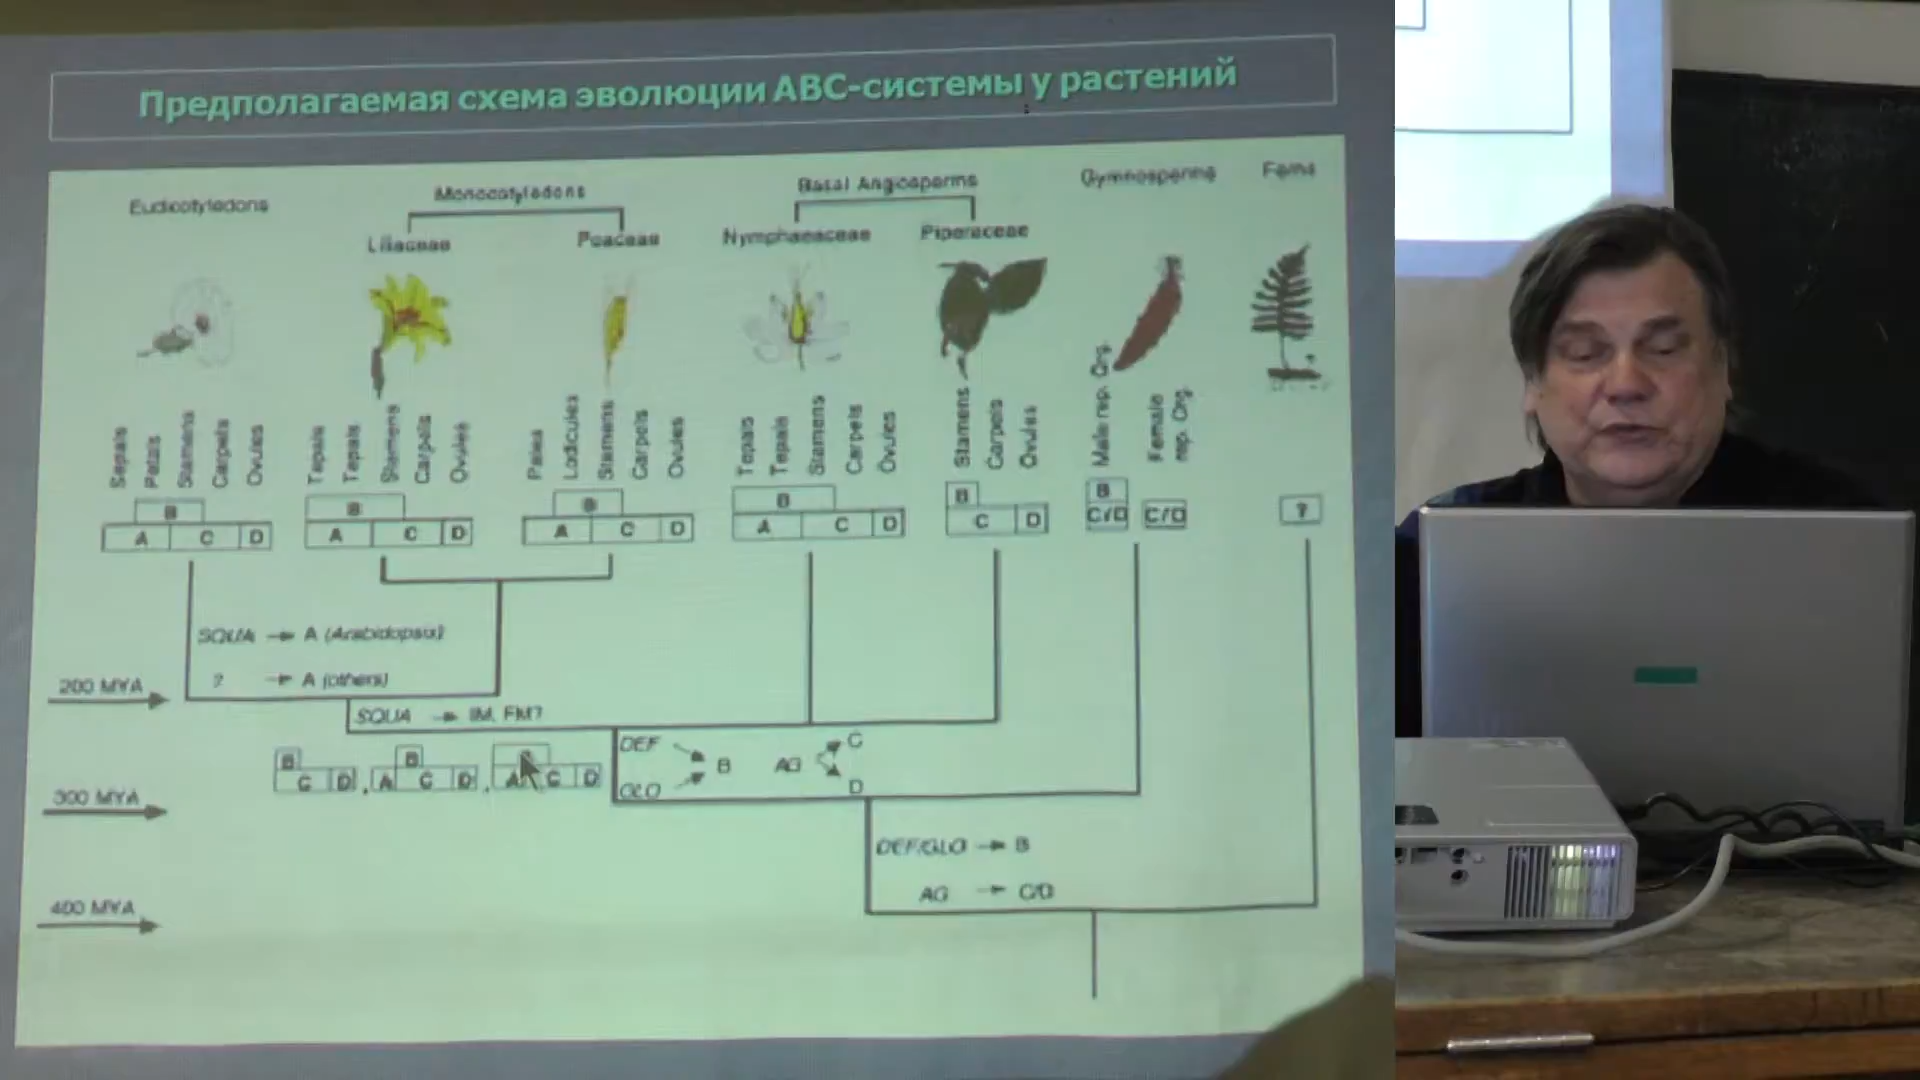 Предполагаемая схема эволюции АВС-системы у растений
Eudicotyledons
Monocotyledons
Basal Angiosperms
Gymnosperms
Ferns
Liliaceae
Poaceae
Nymphaeaceae
Piperaceae
Sepals
Petals
Stamens
Carpels
Ovules
Tepals
Tepals
Stamens
Carpels
Ovules
Palea
Lodicules
Stamens
Carpels
Ovules
Tepals
Tepals
Stamens
Carpels
Ovules
Stamens
Carpels
Ovules
Male rep. Org.
Female rep. Org.
B
A C D
B
A C D
B
A C D
B
A C D
B
C D
B
C/D
C/D
?
SQUA → A (Arabidopsis)
? → A (others)
200 MYA
SQUA → IM, FM?
DEF
GLO
B
AG
C
D
B
C D ,
B
A C D ,
A C D
300 MYA
DEF/GLO → B
AG → C/D
400 MYA